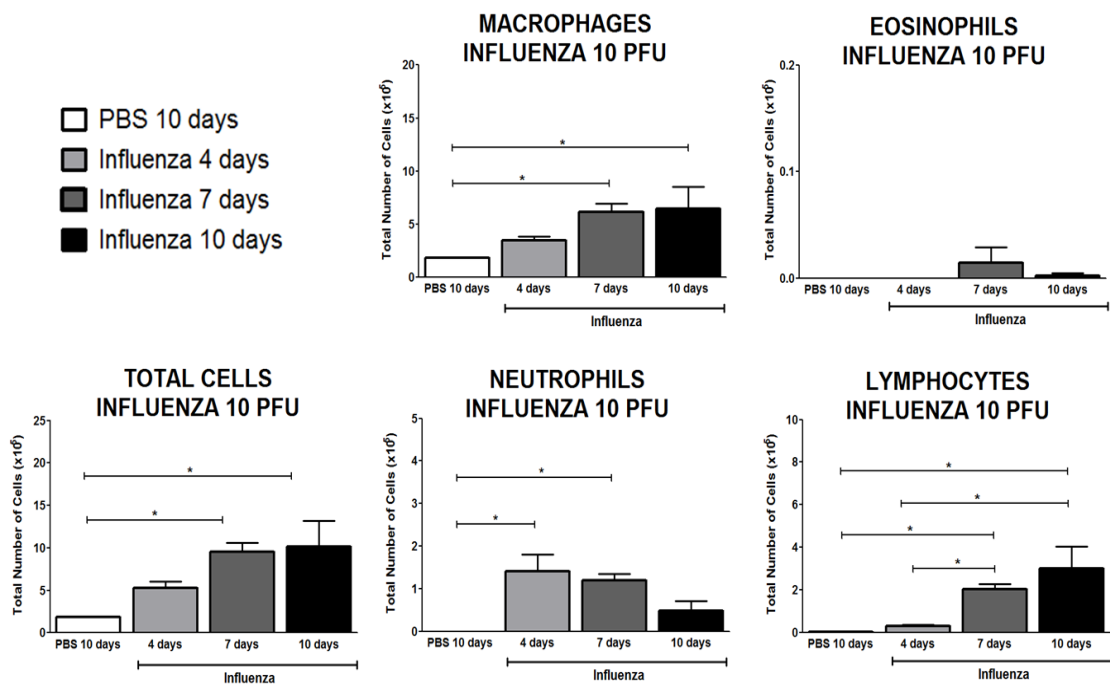 PBS 10 days
Influenza 4 days
Influenza 7 days
Influenza 10 days
MACROPHAGES
INFLUENZA 10 PFU
Total Number of Cells (x10⁵)
20
15
10
5
0
*
*
PBS 10 days 4 days 7 days 10 days
Influenza
EOSINOPHILS
INFLUENZA 10 PFU
Total Number of Cells (x10⁵)
0.2
0.1
0.0
PBS 10 days 4 days 7 days 10 days
Influenza
TOTAL CELLS
INFLUENZA 10 PFU
Total Number of Cells (x10⁵)
25
20
15
10
5
0
*
*
PBS 10 days 4 days 7 days 10 days
Influenza
NEUTROPHILS
INFLUENZA 10 PFU
Total Number of Cells (x10⁵)
5
4
3
2
1
0
*
*
PBS 10 days 4 days 7 days 10 days
Influenza
LYMPHOCYTES
INFLUENZA 10 PFU
Total Number of Cells (x10⁵)
10
8
6
4
2
0
*
*
*
*
PBS 10 days 4 days 7 days 10 days
Influenza